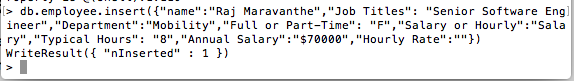 > db.employee.insert({"name":"Raj Maravanthe","Job Titles": "Senior Software Eng
ineer","Department":"Mobility","Full or Part-Time": "F","Salary or Hourly":"Sala
ry","Typical Hours": "8","Annual Salary":"$70000","Hourly Rate":""})
WriteResult({ "nInserted" : 1 })
>